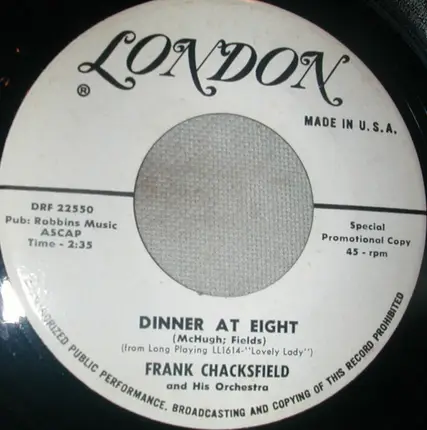 LONDON
®
MADE IN U.S.A.
DRF 22550
Pub: Robbins Music
ASCAP
Time - 2:35
Special
Promotional Copy
45 - rpm
DINNER AT EIGHT
(McHugh; Fields)
(from Long Playing LL1614-"Lovely Lady")
FRANK CHACKSFIELD
and His Orchestra
PUBLIC PERFORMANCE, BROADCASTING AND COPYING OF THIS RECORD PROHIBITED